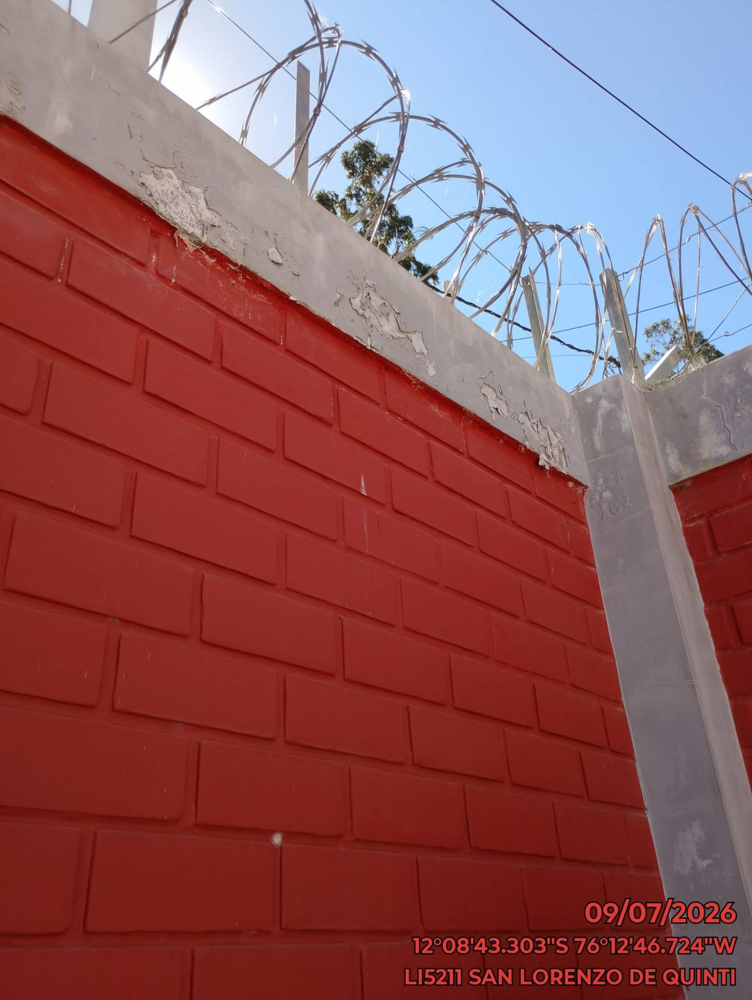 09/07/2026
12°08'43.303"S 76°12'46.724"W
LI5211 SAN LORENZO DE QUINTI